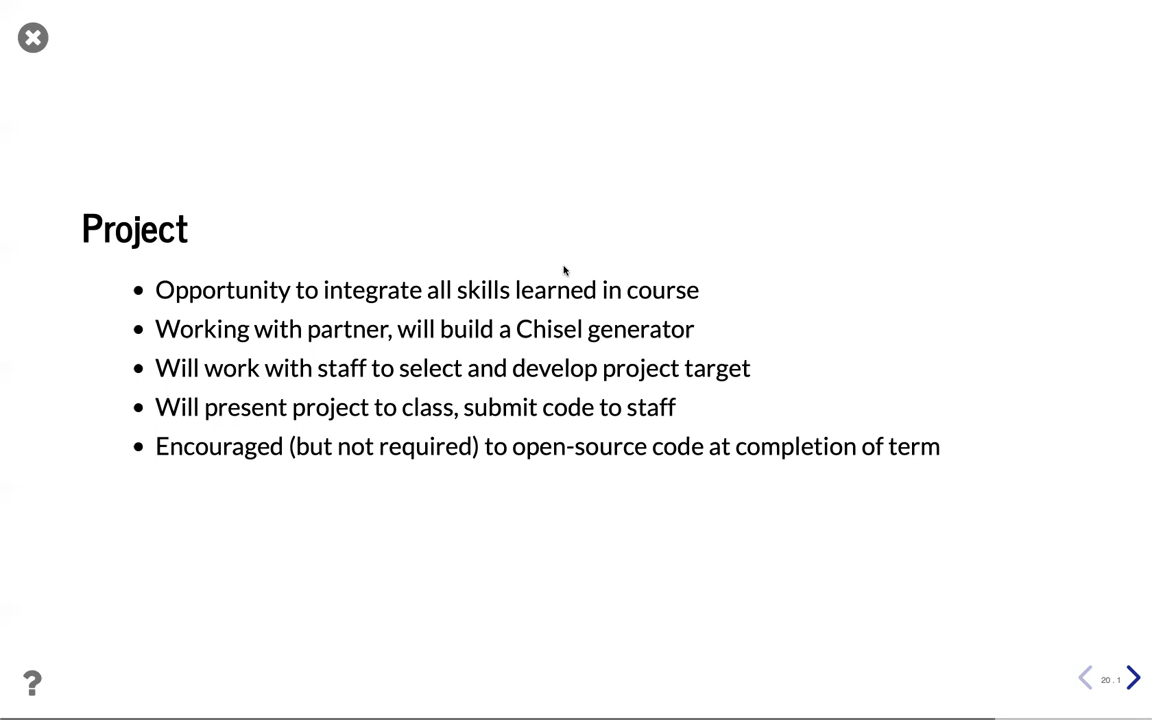 Project
• Opportunity to integrate all skills learned in course
• Working with partner, will build a Chisel generator
• Will work with staff to select and develop project target
• Will present project to class, submit code to staff
• Encouraged (but not required) to open-source code at completion of term
?
20 . 1